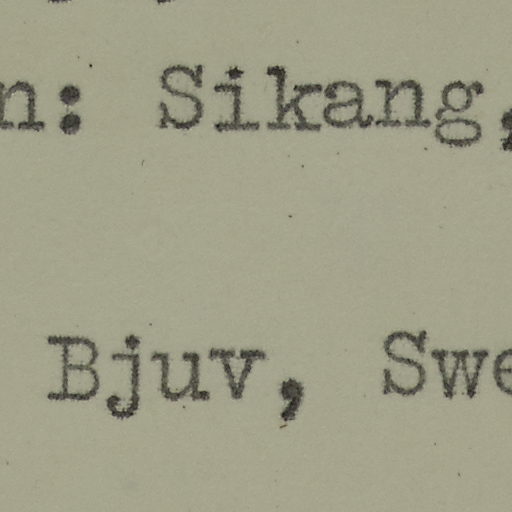 n: Sikang,
Bjuv, Swe